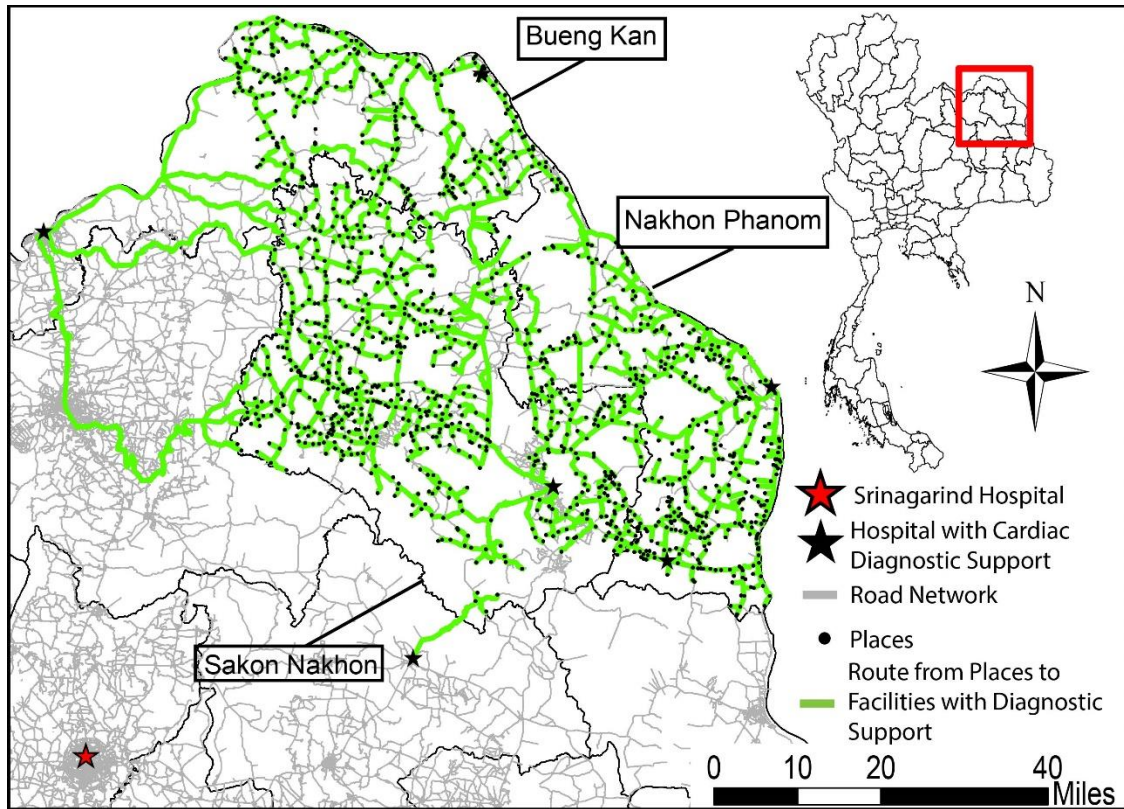 Bueng Kan
Nakhon Phanom
Sakon Nakhon
N
Srinagarind Hospital
Hospital with Cardiac
Diagnostic Support
Road Network
Places
Route from Places to
Facilities with Diagnostic
Support
0 10 20 40
Miles